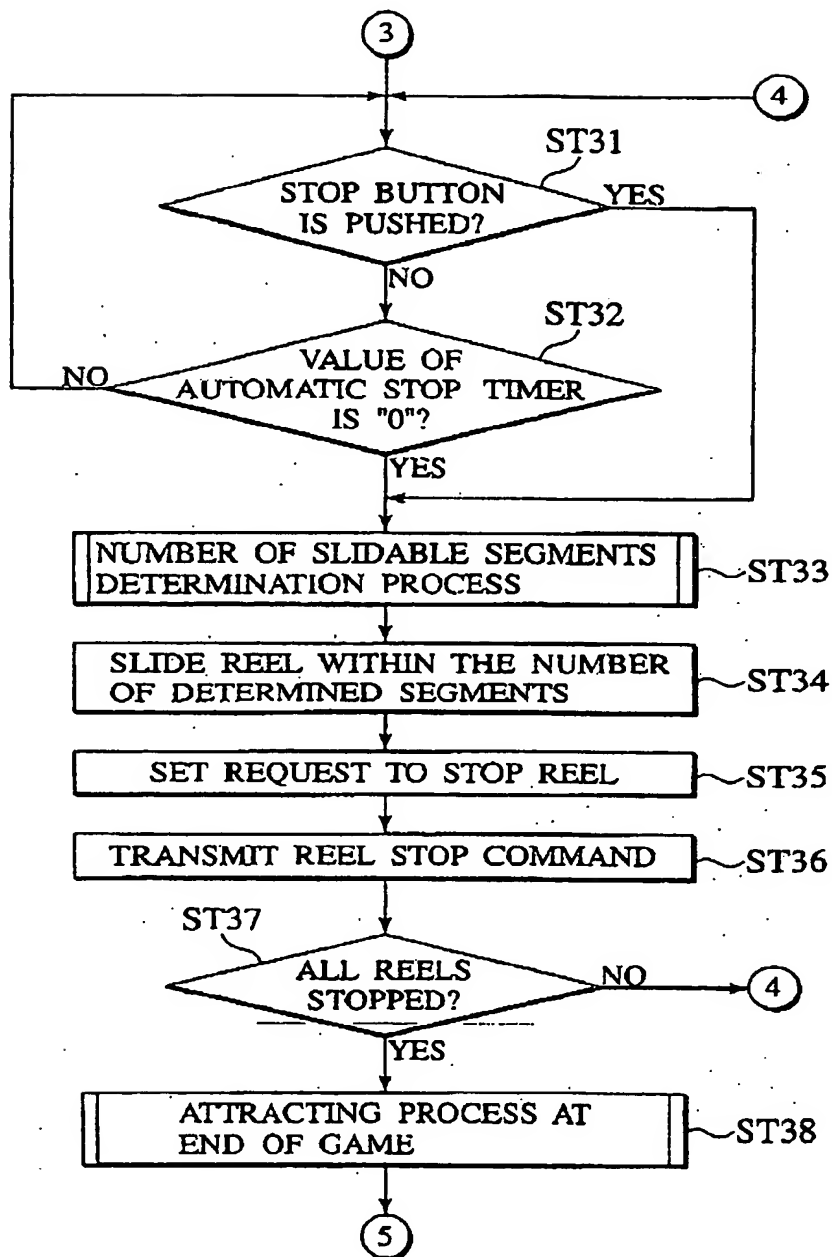 3
4
ST31
STOP BUTTON
IS PUSHED?
YES
NO
ST32
VALUE OF
AUTOMATIC STOP TIMER
IS "0"?
NO
YES
NUMBER OF SLIDABLE SEGMENTS
DETERMINATION PROCESS
ST33
SLIDE REEL WITHIN THE NUMBER
OF DETERMINED SEGMENTS
ST34
SET REQUEST TO STOP REEL
ST35
TRANSMIT REEL STOP COMMAND
ST36
ST37
ALL REELS
STOPPED?
NO
4
YES
ATTRACTING PROCESS AT
END OF GAME
ST38
5